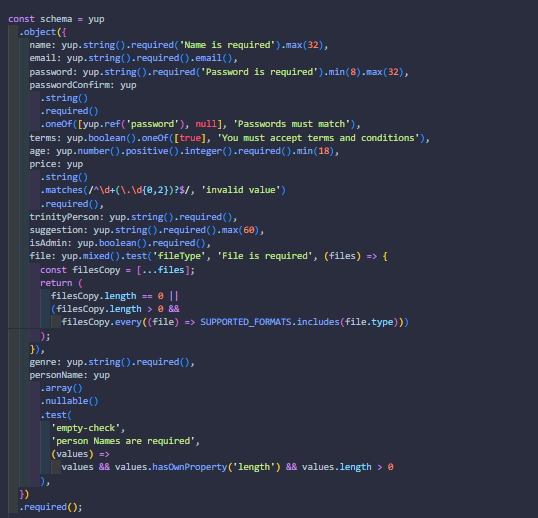 const schema = yup
  .object({
    name: yup.string().required('Name is required').max(32),
    email: yup.string().required().email(),
    password: yup.string().required('Password is required').min(8).max(32),
    passwordConfirm: yup
      .string()
      .required()
      .oneOf([yup.ref('password'), null], 'Passwords must match'),
    terms: yup.boolean().oneOf([true], 'You must accept terms and conditions'),
    age: yup.number().positive().integer().required().min(18),
    price: yup
      .string()
      .matches(/^\d+(\.\d{0,2})?$/, 'invalid value')
      .required(),
    trinityPerson: yup.string().required(),
    suggestion: yup.string().required().max(60),
    isAdmin: yup.boolean().required(),
    file: yup.mixed().test('fileType', 'File is required', (files) => {
      const filesCopy = [...files];
      return (
        filesCopy.length == 0 ||
        (filesCopy.length > 0 &&
          filesCopy.every((file) => SUPPORTED_FORMATS.includes(file.type)))
      );
    }),
    genre: yup.string().required(),
    personName: yup
      .array()
      .nullable()
      .test(
        'empty-check',
        'person Names are required',
        (values) =>
          values && values.hasOwnProperty('length') && values.length > 0
      ),
  })
  .required();